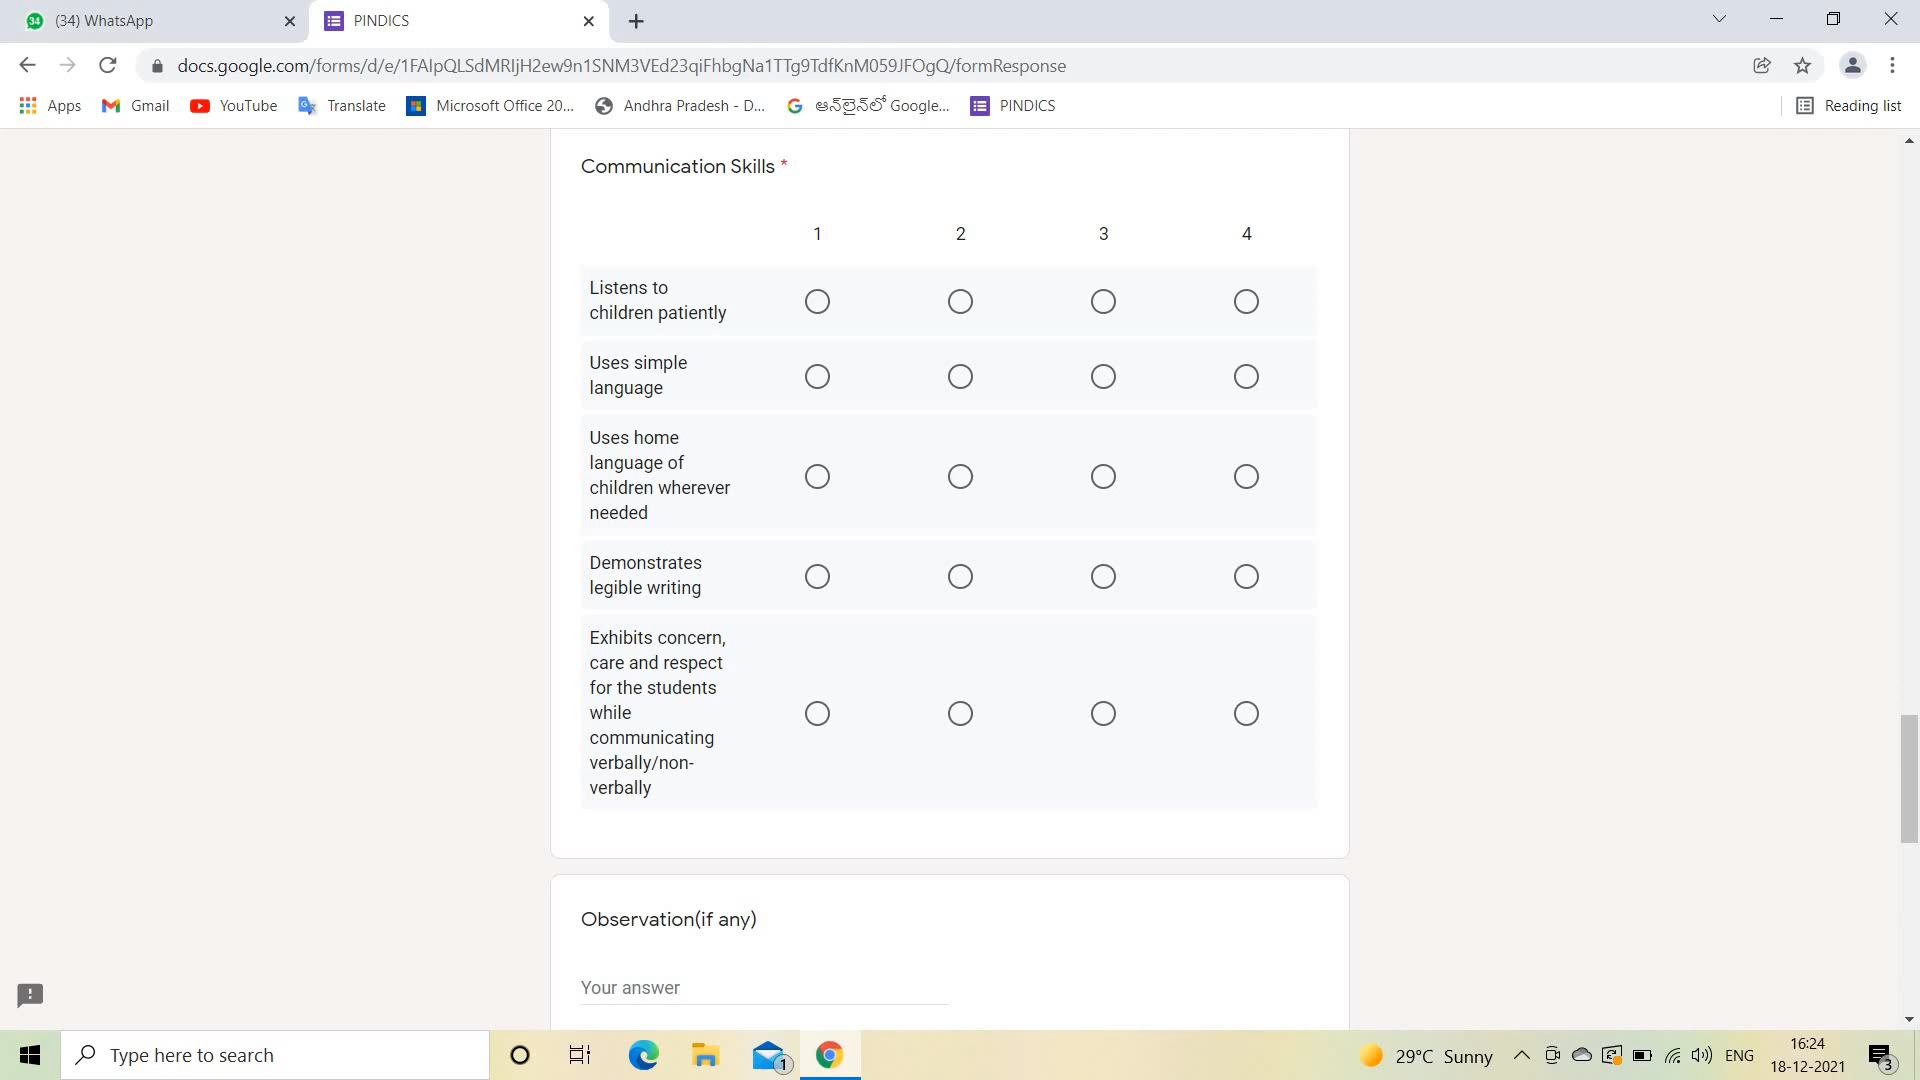 (34) WhatsApp
PINDICS
docs.google.com/forms/d/e/1FAIpQLSdMRIjH2ew9n1SNM3VEd23qiFhbgNa1TTg9TdfKnM059JFOgQ/formResponse
Apps Gmail YouTube Translate Microsoft Office 20... Andhra Pradesh - D... ఆన్‌లైన్‌లో Google... PINDICS Reading list
Communication Skills *
1 2 3 4
Listens to
children patiently
Uses simple
language
Uses home
language of
children wherever
needed
Demonstrates
legible writing
Exhibits concern,
care and respect
for the students
while
communicating
verbally/non-
verbally
Observation(if any)
Your answer
Type here to search
1
29°C Sunny
ENG
16:24
18-12-2021
3